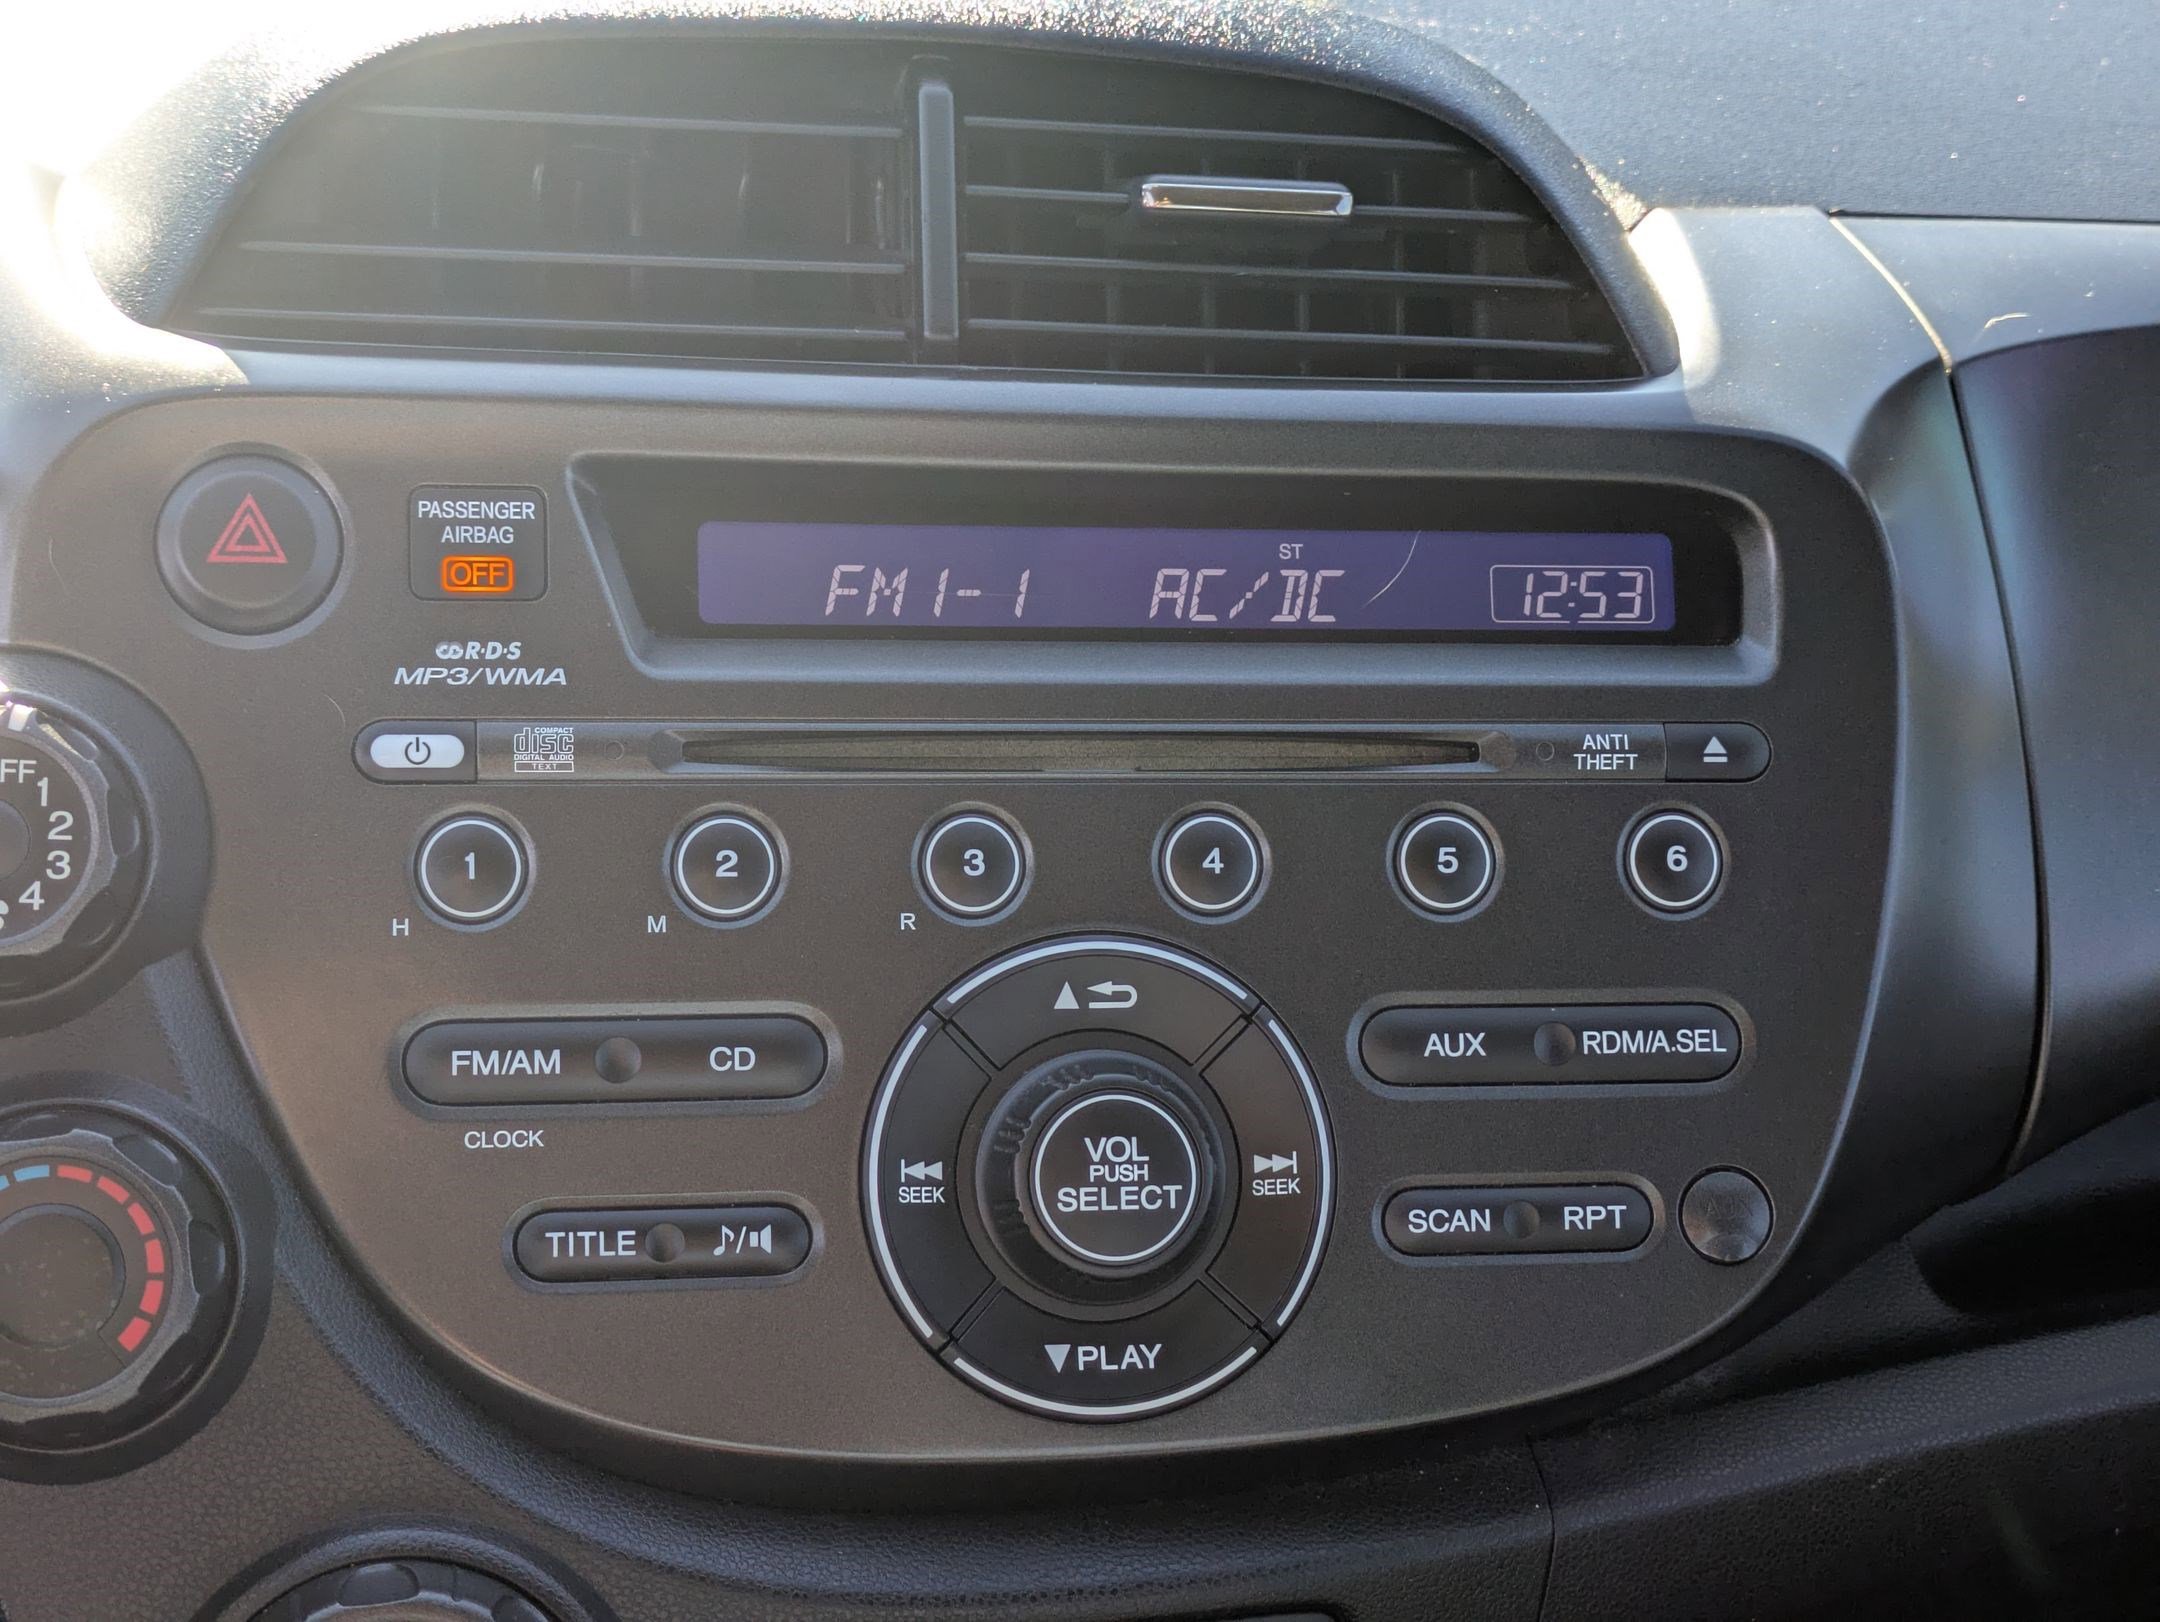 PASSENGER
AIRBAG
OFF
ST
FM1-1 AC/DC 12:53
R·D·S
MP3/WMA
COMPACT
disc
DIGITAL AUDIO
TEXT
ANTI
THEFT
1 2 3 4 5 6
H M R
FF
1
2
3
4
FM/AM CD
CLOCK
AUX RDM/A.SEL
SEEK
VOL
PUSH
SELECT
SEEK
TITLE
SCAN RPT
PLAY